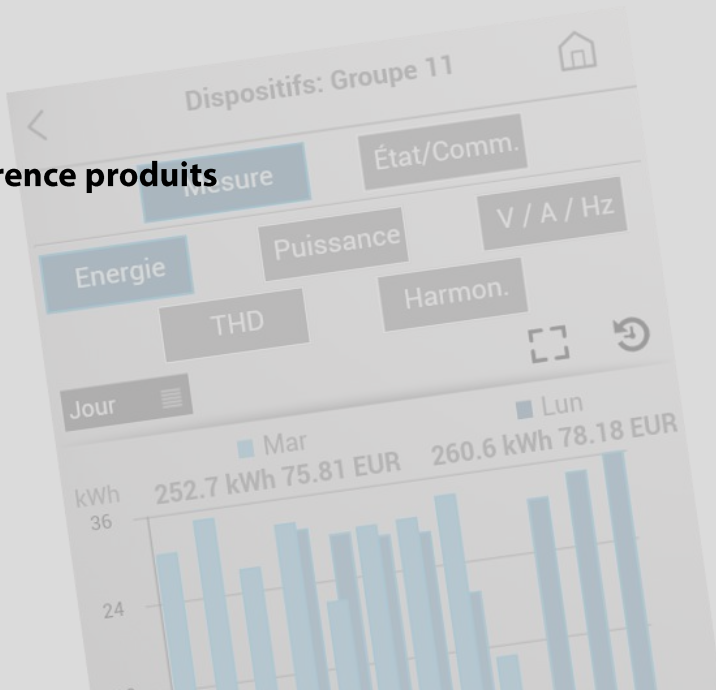 Dispositifs: Groupe 11
rence produits
Mesure
État/Comm.
Energie
Puissance
V / A / Hz
THD
Harmon.
Jour
Mar
Lun
252.7 kWh 75.81 EUR
260.6 kWh 78.18 EUR
kWh
36
24